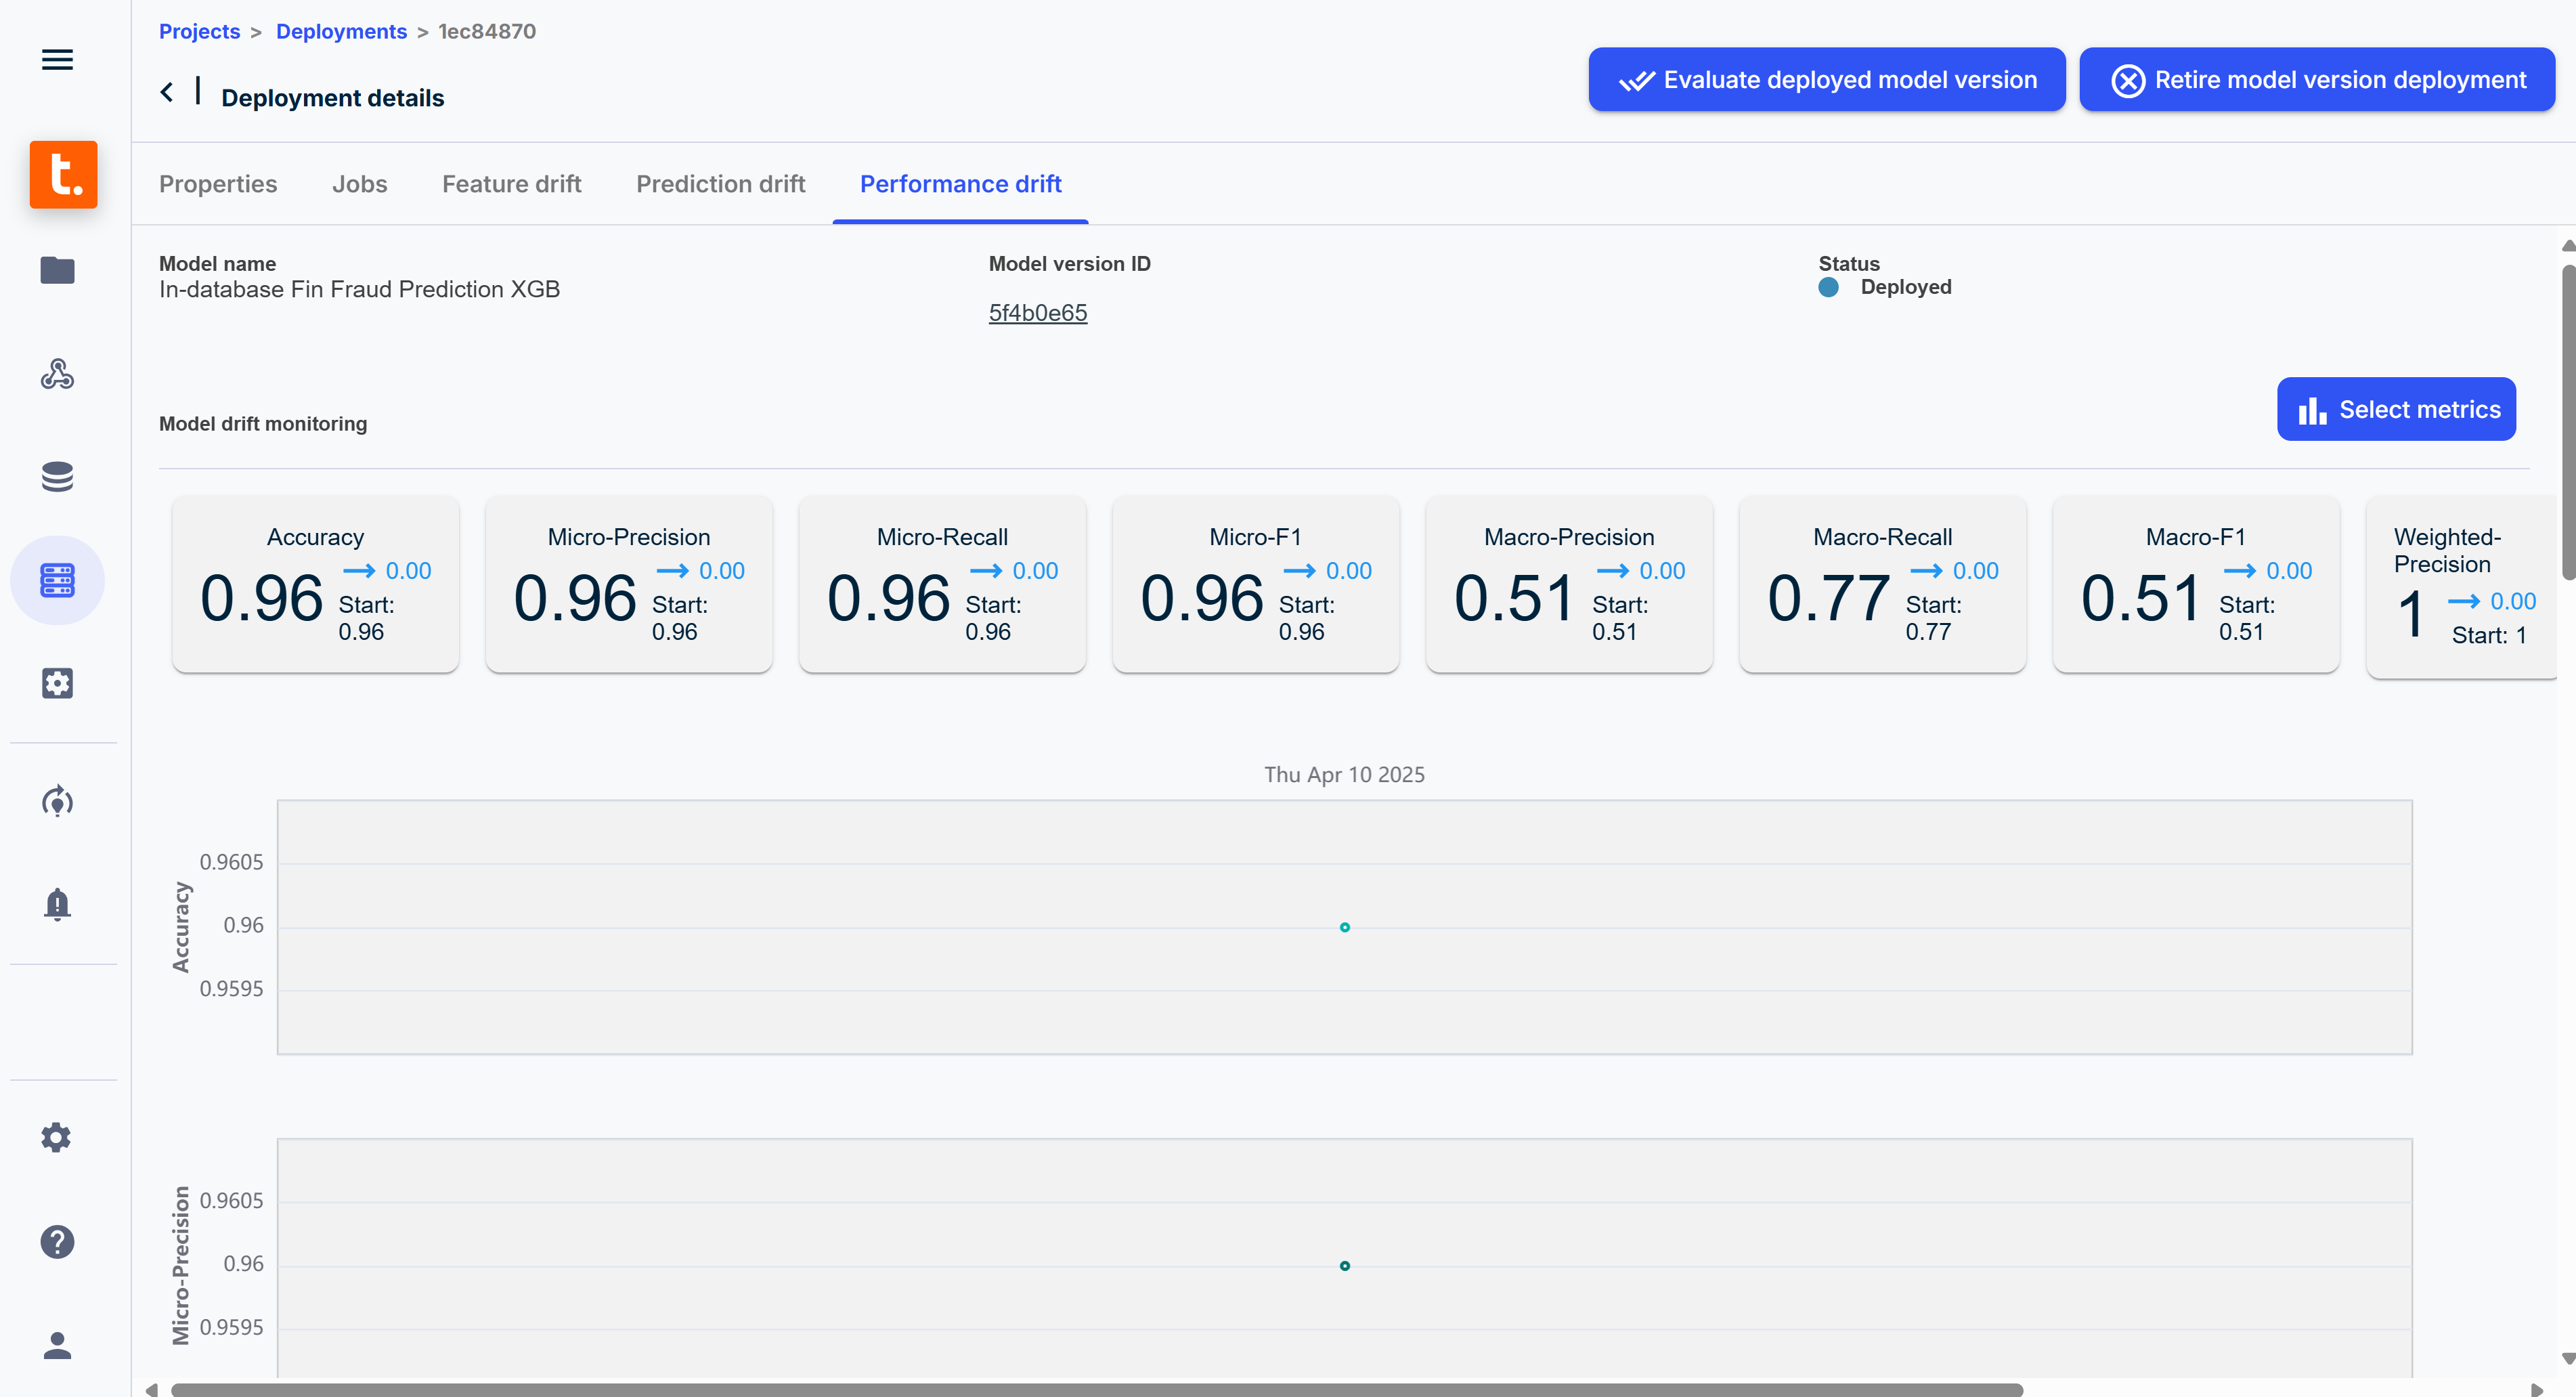 Projects > Deployments > 1ec84870
Deployment details
Evaluate deployed model version
Retire model version deployment
t.
Properties
Jobs
Feature drift
Prediction drift
Performance drift
Model name
In-database Fin Fraud Prediction XGB
Model version ID
5f4b0e65
Status
Deployed
Model drift monitoring
Select metrics
Accuracy
0.96
0.00
Start:
0.96
Micro-Precision
0.96
0.00
Start:
0.96
Micro-Recall
0.96
0.00
Start:
0.96
Micro-F1
0.96
0.00
Start:
0.96
Macro-Precision
0.51
0.00
Start:
0.51
Macro-Recall
0.77
0.00
Start:
0.77
Macro-F1
0.51
0.00
Start:
0.51
Weighted-
Precision
1
0.00
Start: 1
Thu Apr 10 2025
Accuracy
0.9605
0.96
0.9595
Micro-Precision
0.9605
0.96
0.9595